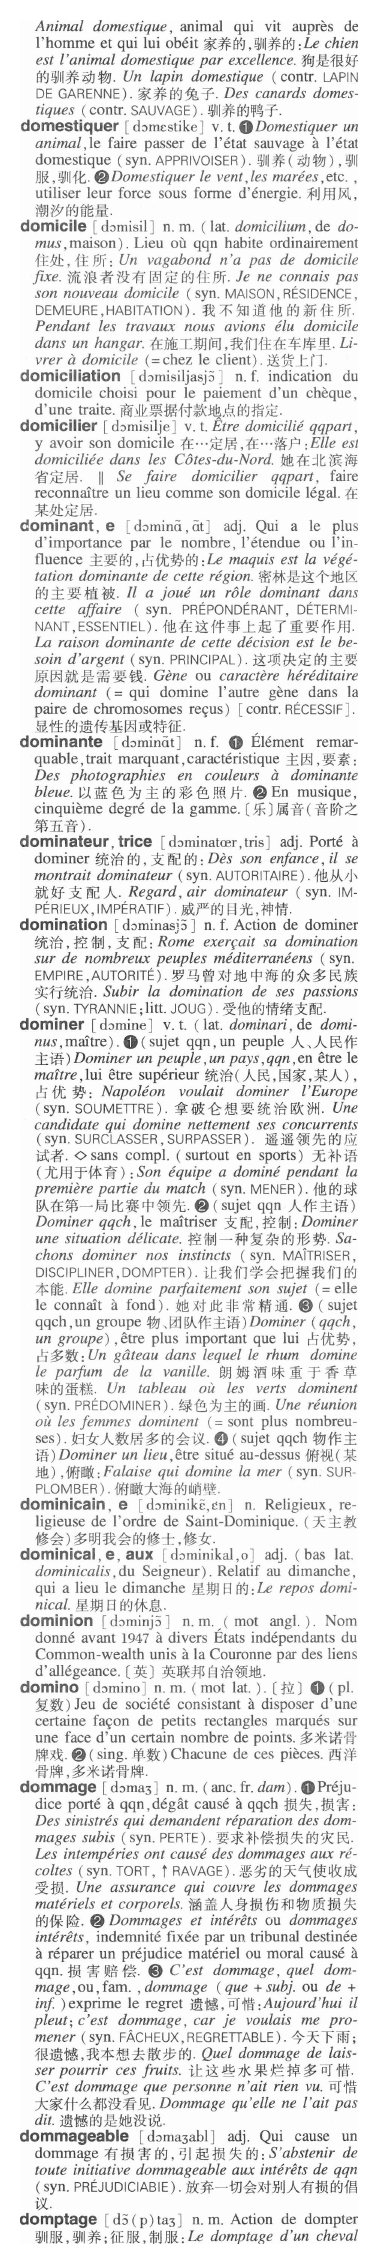 Animal domestique, animal qui vit auprès de
l'homme et qui lui obéit 家养的,驯养的:Le chien
est l'animal domestique par excellence. 狗是很好
的驯养动物. Un lapin domestique (contr. LAPIN
DE GARENNE). 家养的兔子. Des canards domes-
tiques (contr. SAUVAGE). 驯养的鸭子.
domestiquer [dɔmɛstike] v. t. ❶Domestiquer un
animal,le faire passer de l'état sauvage à l'état
domestique (syn. APPRIVOISER). 驯养(动物),驯
服,驯化. ❷Domestiquer le vent,les marées,etc.,
utiliser leur force sous forme d'énergie. 利用风,
潮汐的能量.
domicile [dɔmisil] n. m. (lat. domicilium,de do-
mus,maison). Lieu où qqn habite ordinairement
住处,住所: Un vagabond n'a pas de domicile
fixe. 流浪者没有固定的住所. Je ne connais pas
son nouveau domicile (syn. MAISON,RÉSIDENCE,
DEMEURE,HABITATION). 我不知道他的新住所.
Pendant les travaux nous avions élu domicile
dans un hangar. 在施工期间,我们住在车库里. Li-
vrer à domicile (=chez le client). 送货上门.
domiciliation [dɔmisiljasjɔ̃] n. f. indication du
domicile choisi pour le paiement d'un chèque,
d'une traite. 商业票据付款地点的指定.
domicilier [dɔmisilje] v. t. Être domicilié qqpart,
y avoir son domicile 在…定居,在…落户:Elle est
domiciliée dans les Côtes-du-Nord. 她在北滨海
省定居. ‖ Se faire domicilier qqpart, faire
reconnaître un lieu comme son domicile légal. 在
某处定居.
dominant, e [dɔminɑ̃,ɑ̃t] adj. Qui a le plus
d'importance par le nombre, l'étendue ou l'in-
fluence 主要的,占优势的:Le maquis est la végé-
tation dominante de cette région. 密林是这个地区
的主要植被. Il a joué un rôle dominant dans
cette affaire ( syn. PRÉPONDÉRANT, DÉTERMI-
NANT,ESSENTIEL). 他在这件事上起了重要作用.
La raison dominante de cette décision est le be-
soin d'argent (syn. PRINCIPAL). 这项决定的主要
原因就是需要钱. Gène ou caractère héréditaire
dominant (= qui domine l'autre gène dans la
paire de chromosomes reçus) [contr. RÉCESSIF].
显性的遗传基因或特征.
dominante [dɔminɑ̃t] n. f. ❶ Élément remar-
quable,trait marquant,caractéristique 主因,要素:
Des photographies en couleurs à dominante
bleue. 以蓝色为主的彩色照片. ❷ En musique,
cinquième degré de la gamme.〔乐〕属音(音阶之
第五音).
dominateur, trice [dɔminatœr,tris] adj. Porté à
dominer 统治的,支配的: Dès son enfance, il se
montrait dominateur (syn. AUTORITAIRE). 他从小
就好支配人. Regard, air dominateur ( syn. IM-
PÉRIEUX,IMPÉRATIF). 威严的目光,神情.
domination [dɔminasjɔ̃] n. f. Action de dominer
统治,控制,支配: Rome exerçait sa domination
sur de nombreux peuples méditerranéens (syn.
EMPIRE,AUTORITÉ). 罗马曾对地中海的众多民族
实行统治. Subir la domination de ses passions
(syn. TYRANNIE;litt. JOUG). 受他的情绪支配.
dominer [dɔmine] v. t. ( lat. dominari, de domi-
nus,maître). ❶(sujet qqn,un peuple 人、人民作
主语)Dominer un peuple,un pays,qqn,en être le
maître,lui être supérieur 统治(人民,国家,某人),
占优势: Napoléon voulait dominer l'Europe
(syn. SOUMETTRE). 拿破仑想要统治欧洲. Une
candidate qui domine nettement ses concurrents
(syn. SURCLASSER,SURPASSER). 遥遥领先的应
试者. ◇sans compl. (surtout en sports) 无补语
(尤用于体育):Son équipe a dominé pendant la
première partie du match (syn. MENER). 他的球
队在第一局比赛中领先. ❷(sujet qqn 人作主语)
Dominer qqch,le maîtriser 支配,控制: Dominer
une situation délicate. 控制一种复杂的形势. Sa-
chons dominer nos instincts ( syn. MAÎTRISER,
DISCIPLINER,DOMPTER). 让我们学会把握我们的
本能. Elle domine parfaitement son sujet (= elle
le connaît à fond). 她对此非常精通. ❸ (sujet
qqch,un groupe 物、团队作主语)Dominer (qqch,
un groupe),être plus important que lui 占优势,
占多数:Un gâteau dans lequel le rhum domine
le parfum de la vanille. 朗姆酒味重于香草
味的蛋糕. Un tableau où les verts dominent
(syn. PRÉDOMINER). 绿色为主的画. Une réunion
où les femmes dominent (= sont plus nombreu-
ses). 妇女人数居多的会议. ❹(sujet qqch 物作主
语)Dominer un lieu,être situé au-dessus 俯视(某
地),俯瞰:Falaise qui domine la mer (syn. SUR-
PLOMBER). 俯瞰大海的峭壁.
dominicain, e [dɔminikɛ̃,ɛn] n. Religieux, re-
ligieuse de l'ordre de Saint-Dominique. (天主教
修会)多明我会的修士,修女.
dominical, e, aux [dɔminikal,o] adj. (bas lat.
dominicalis,du Seigneur). Relatif au dimanche,
qui a lieu le dimanche 星期日的:Le repos domi-
nical. 星期日的休息.
dominion [dɔminjɔ̃] n. m. ( mot angl. ). Nom
donné avant 1947 à divers États indépendants du
Common-wealth unis à la Couronne par des liens
d'allégeance.〔英〕英联邦自治领地.
domino [dɔmino] n. m. (mot lat.).〔拉〕❶(pl.
复数)Jeu de société consistant à disposer d'une
certaine façon de petits rectangles marqués sur
une face d'un certain nombre de points. 多米诺骨
牌戏. ❷(sing. 单数)Chacune de ces pièces. 西洋
骨牌,多米诺骨牌.
dommage [dɔmaʒ] n. m. (anc. fr. dam). ❶Préju-
dice porté à qqn,dégât causé à qqch 损失,损害:
Des sinistrés qui demandent réparation des dom-
mages subis (syn. PERTE). 要求补偿损失的灾民.
Les intempéries ont causé des dommages aux ré-
coltes (syn. TORT, ↑RAVAGE). 恶劣的天气使收成
受损. Une assurance qui couvre les dommages
matériels et corporels. 涵盖人身损伤和物质损失
的保险. ❷ Dommages et intérêts ou dommages
intérêts, indemnité fixée par un tribunal destinée
à réparer un préjudice matériel ou moral causé à
qqn. 损害赔偿. ❸ C'est dommage, quel dom-
mage,ou,fam. ,dommage (que + subj. ou de +
inf. )exprime le regret 遗憾,可惜:Aujourd'hui il
pleut; c'est dommage, car je voulais me pro-
mener (syn. FÂCHEUX,REGRETTABLE). 今天下雨;
很遗憾,我本想去散步的. Quel dommage de lais-
ser pourrir ces fruits. 让这些水果烂掉多可惜.
C'est dommage que personne n'ait rien vu. 可惜
大家什么都没看见. Dommage qu'elle ne l'ait pas
dit. 遗憾的是她没说.
dommageable [dɔmaʒabl] adj. Qui cause un
dommage 有损害的,引起损失的: S'abstenir de
toute initiative dommageable aux intérêts de qqn
(syn. PRÉJUDICIABIE). 放弃一切会对别人有损的倡
议.
domptage [dɔ̃(p)taʒ] n. m. Action de dompter
驯服,驯养;征服,制服:Le domptage d'un cheval